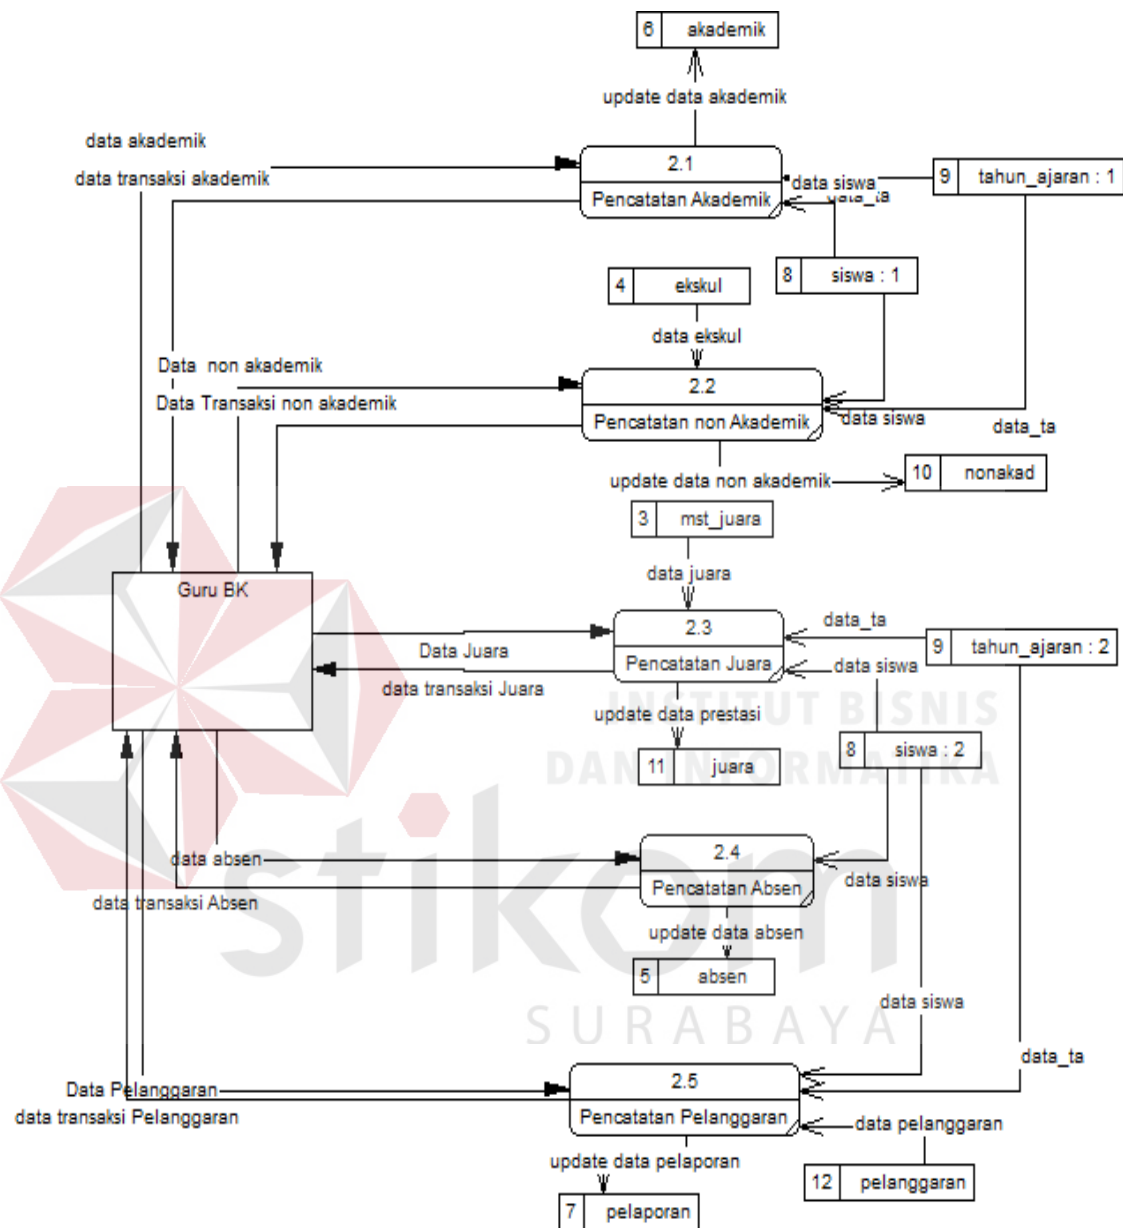 6 akademik
update data akademik
data akademik
2.1
data transaksi akademik
data siswa
9 tahun_ajaran : 1
Pencatatan Akademik
data_ta
8 siswa : 1
4 ekskul
data ekskul
Data non akademik
2.2
Data Transaksi non akademik
Pencatatan non Akademik
data siswa
data_ta
update data non akademik
10 nonakad
3 mst_juara
data juara
Guru BK
2.3
data_ta
9 tahun_ajaran : 2
Data Juara
Pencatatan Juara
data siswa
data transaksi Juara
update data prestasi
INSTITUT BISNIS
DAN INFORMATIKA
8 siswa : 2
11 juara
2.4
data absen
Pencatatan Absen
data siswa
data transaksi Absen
stikom
update data absen
5 absen
data siswa
SURABAYA
data_ta
2.5
Data Pelanggaran
data transaksi Pelanggaran
Pencatatan Pelanggaran
data pelanggaran
update data pelaporan
12 pelanggaran
7 pelaporan